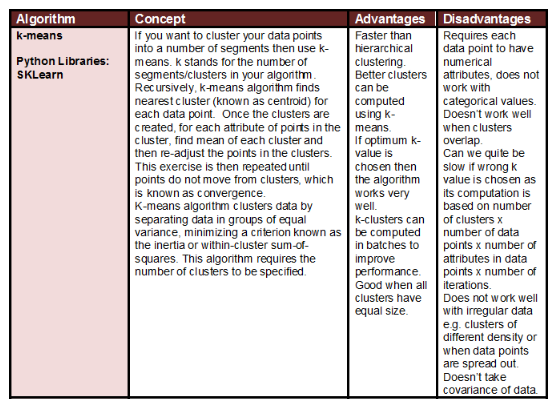 Algorithm
Concept
Advantages
Disadvantages
k-means
Python Libraries:
SKLearn
If you want to cluster your data points
into a number of segments then use k-
means. k stands for the number of
segments/clusters in your algorithm.
Recursively, k-means algorithm finds
nearest cluster (known as centroid) for
each data point.  Once the clusters are
created, for each attribute of points in the
cluster, find mean of each cluster and
then re-adjust the points in the clusters.
This exercise is then repeated until
points do not move from clusters, which
is known as convergence.
K-means algorithm clusters data by
separating data in groups of equal
variance, minimizing a criterion known as
the inertia or within-cluster sum-of-
squares. This algorithm requires the
number of clusters to be specified.
Faster than
hierarchical
clustering.
Better clusters
can be
computed
using k-
means.
If optimum k-
value is
chosen then
the algorithm
works very
well.
k-clusters can
be computed
in batches to
improve
performance.
Good when all
clusters have
equal size.
Requires each
data point to have
numerical
attributes, does not
work with
categorical values.
Doesn't work well
when clusters
overlap.
Can we quite be
slow if wrong k
value is chosen as
its computation is
based on number
of clusters x
number of data
points x number of
attributes in data
points x number of
iterations.
Does not work well
with irregular data
e.g. clusters of
different density or
when data points
are spread out.
Doesn't take
covariance of data.